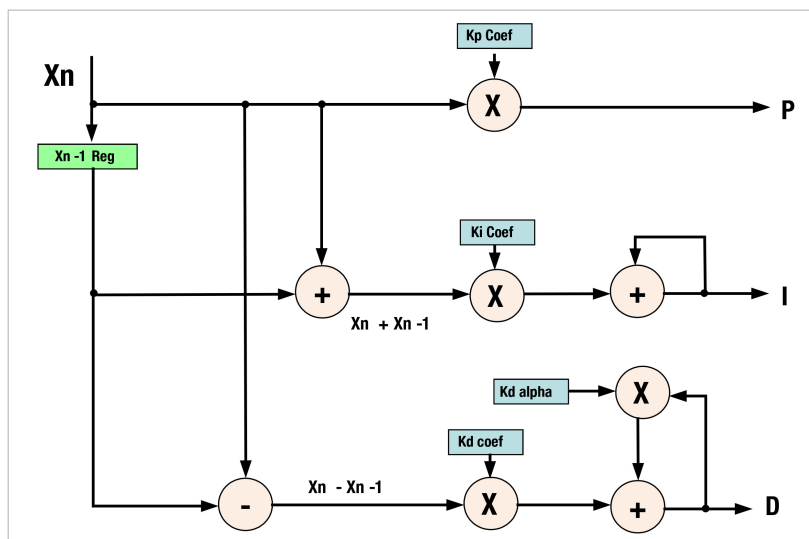 Kp Coef
Xn
X
P
Xn -1 Reg
Ki Coef
+
X
+
I
Xn + Xn -1
Kd alpha
X
Kd coef
Xn - Xn -1
-
X
+
D